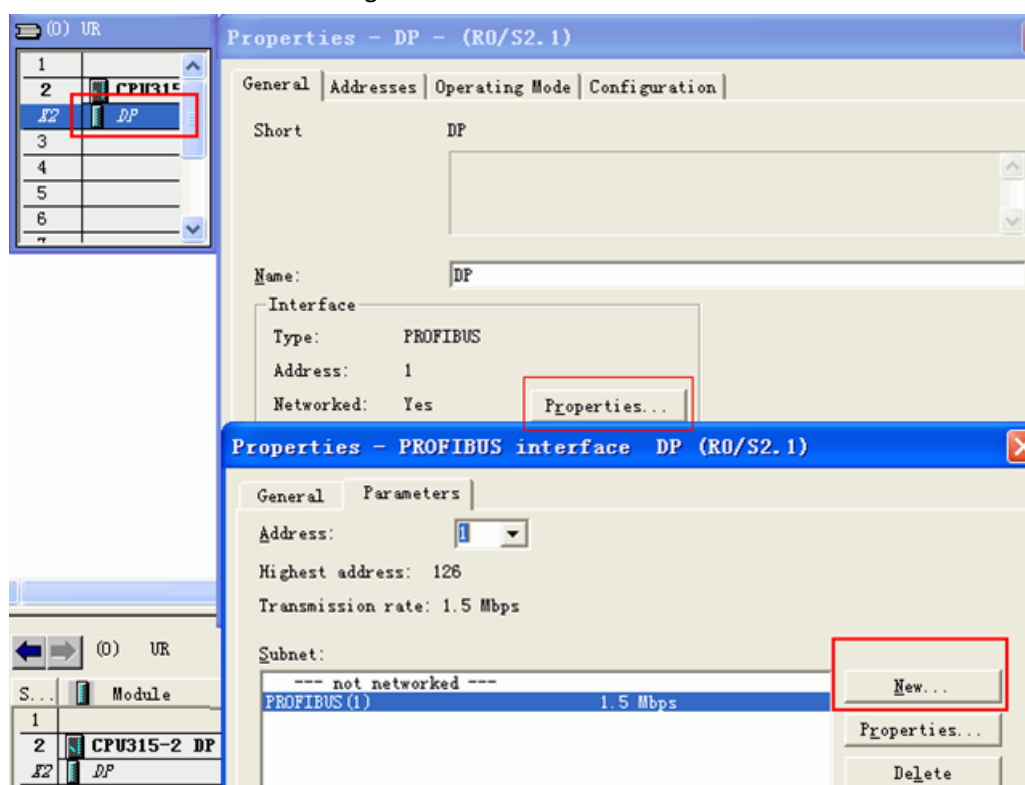 (0) UR
1
2 CPU315
X2 DP
3
4
5
6
7
Properties - DP - (R0/S2.1)
General Addresses Operating Mode Configuration
Short DP
Name: DP
Interface
Type: PROFIBUS
Address: 1
Networked: Yes Properties...
Properties - PROFIBUS interface DP (R0/S2.1)
General Parameters
Address: 1
Highest address: 126
Transmission rate: 1.5 Mbps
Subnet:
--- not networked ---
PROFIBUS(1) 1.5 Mbps
New...
Properties...
Delete
(0) UR
S... Module
1
2 CPU315-2 DP
X2 DP